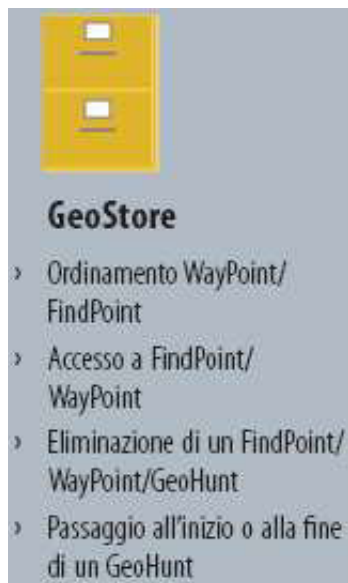 GeoStore
› Ordinamento WayPoint/
FindPoint
› Accesso a FindPoint/
WayPoint
› Eliminazione di un FindPoint/
WayPoint/GeoHunt
› Passaggio all'inizio o alla fine
di un GeoHunt